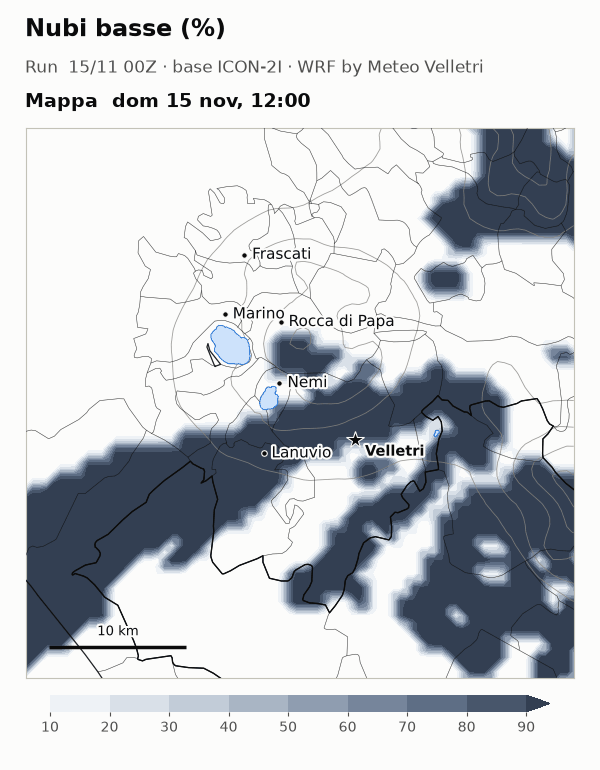 Nubi basse (%)
Run  15/11 00Z · base ICON-2I · WRF by Meteo Velletri
Mappa  dom 15 nov, 12:00
Frascati
Marino
Rocca di Papa
Nemi
Velletri
Lanuvio
10 km
10 20 30 40 50 60 70 80 90